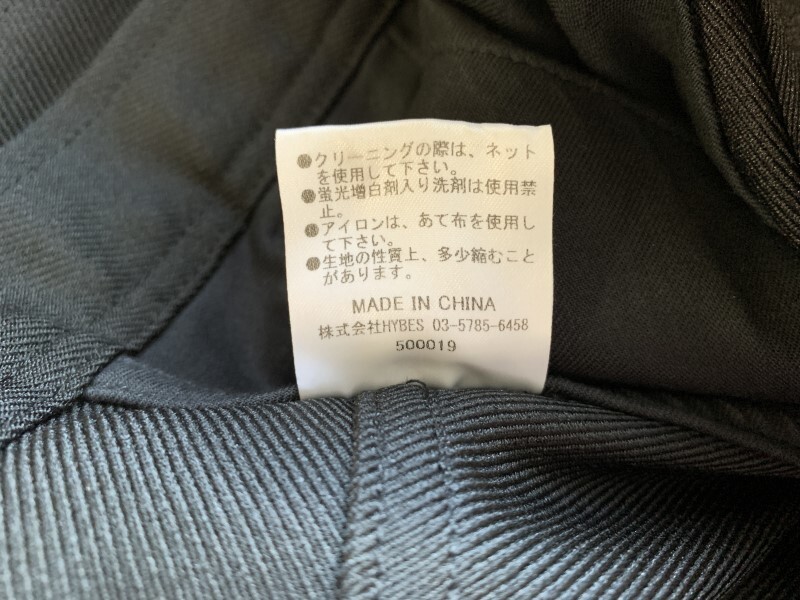 ●クリーニングの際は、ネット
を使用して下さい。
●蛍光増白剤入り洗剤は使用禁
止。
●アイロンは、あて布を使用し
て下さい。
●生地の性質上、多少縮むこと
があります。
MADE IN CHINA
株式会社HYBES 03-5785-6458
500019